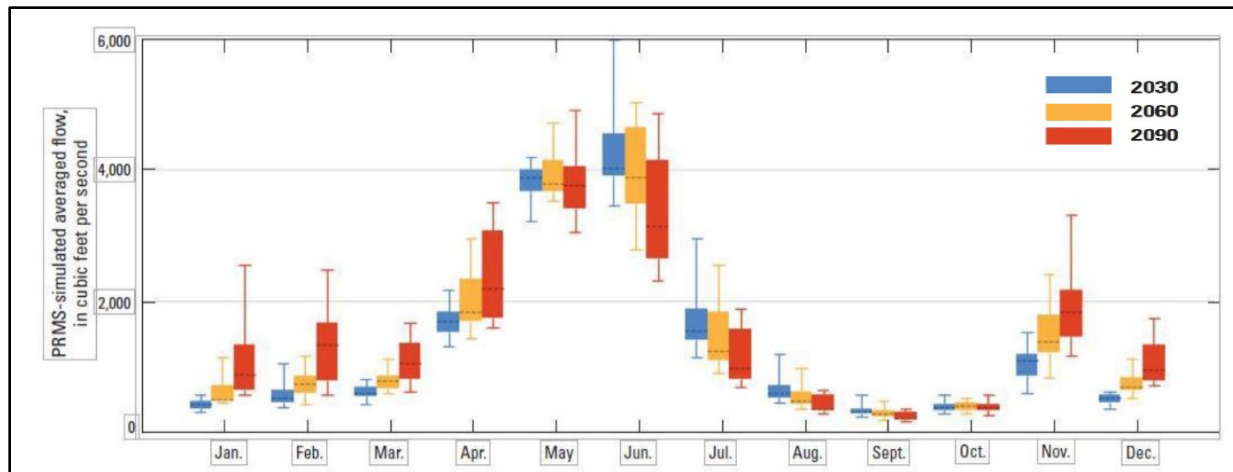 6,000
4,000
2,000
0
PRMS-simulated averaged flow,
in cubic feet per second
2030
2060
2090
Jan. Feb. Mar. Apr. May Jun. Jul. Aug. Sept. Oct. Nov. Dec.